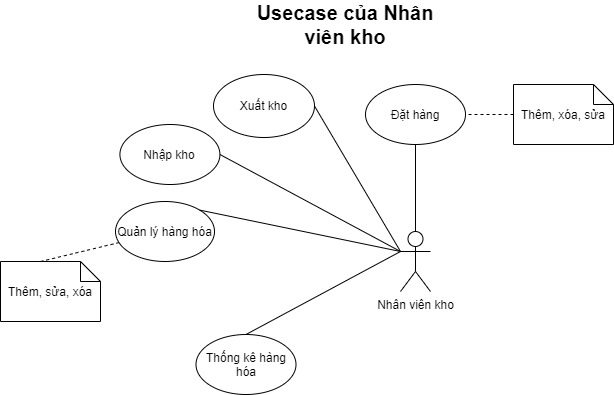 Usecase của Nhân
viên kho
Xuất kho
Đặt hàng
Thêm, xóa, sửa
Nhập kho
Quản lý hàng hóa
Thêm, sửa, xóa
Nhân viên kho
Thống kê hàng
hóa